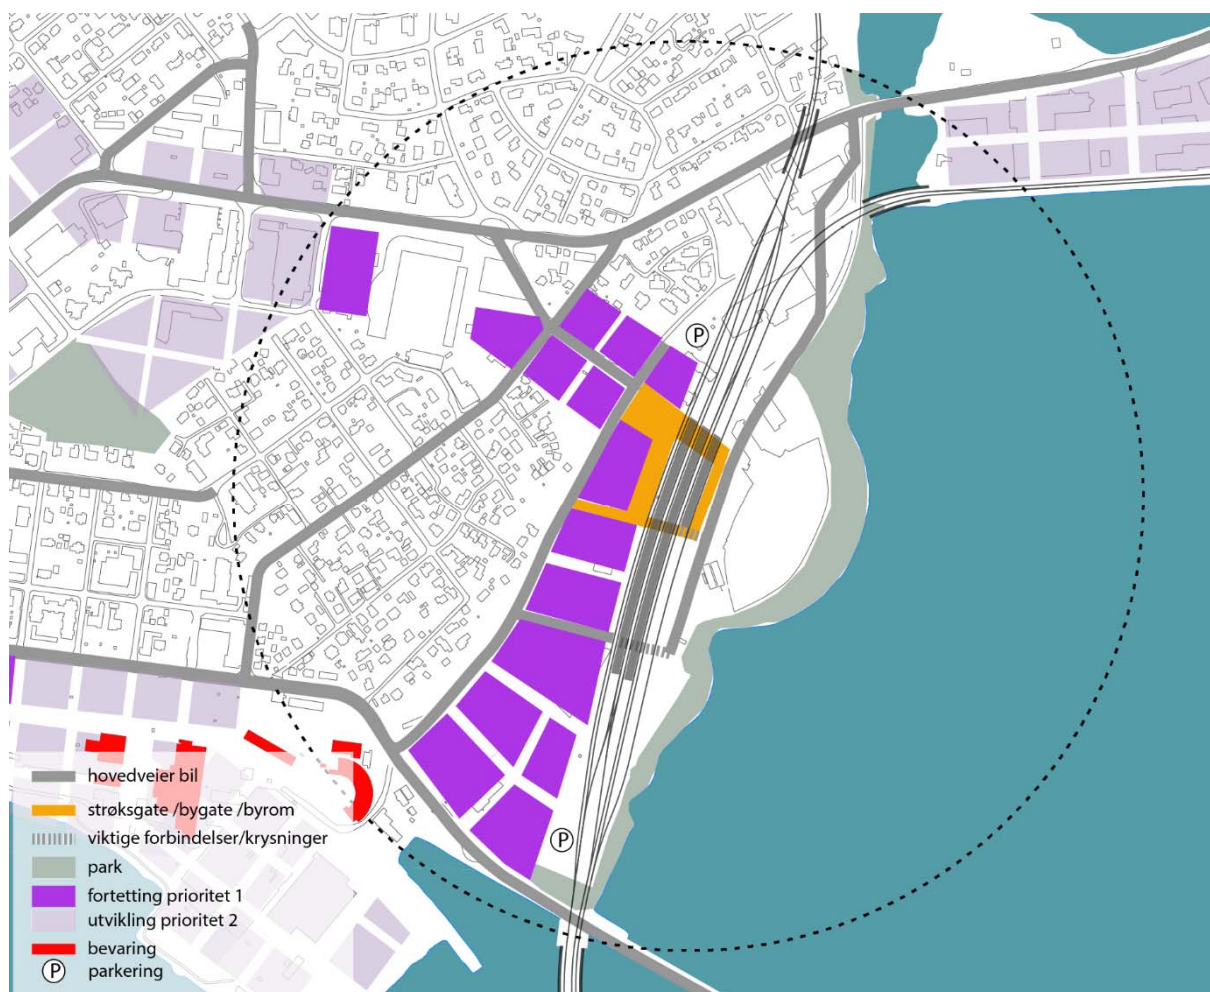 P
P
hovedveier bil
strøksgate /bygate /byrom
viktige forbindelser/krysninger
park
fortetting prioritet 1
utvikling prioritet 2
bevaring
P parkering